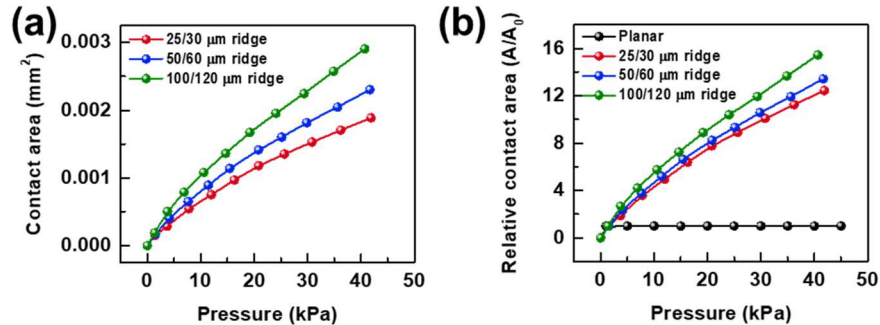 (a)
Contact area (mm²)
0.003
0.002
0.001
0.000
25/30 μm ridge
50/60 μm ridge
100/120 μm ridge
0 10 20 30 40 50
Pressure (kPa)
(b)
Relative contact area (A/A₀)
16
12
8
4
0
Planar
25/30 μm ridge
50/60 μm ridge
100/120 μm ridge
0 10 20 30 40 50
Pressure (kPa)